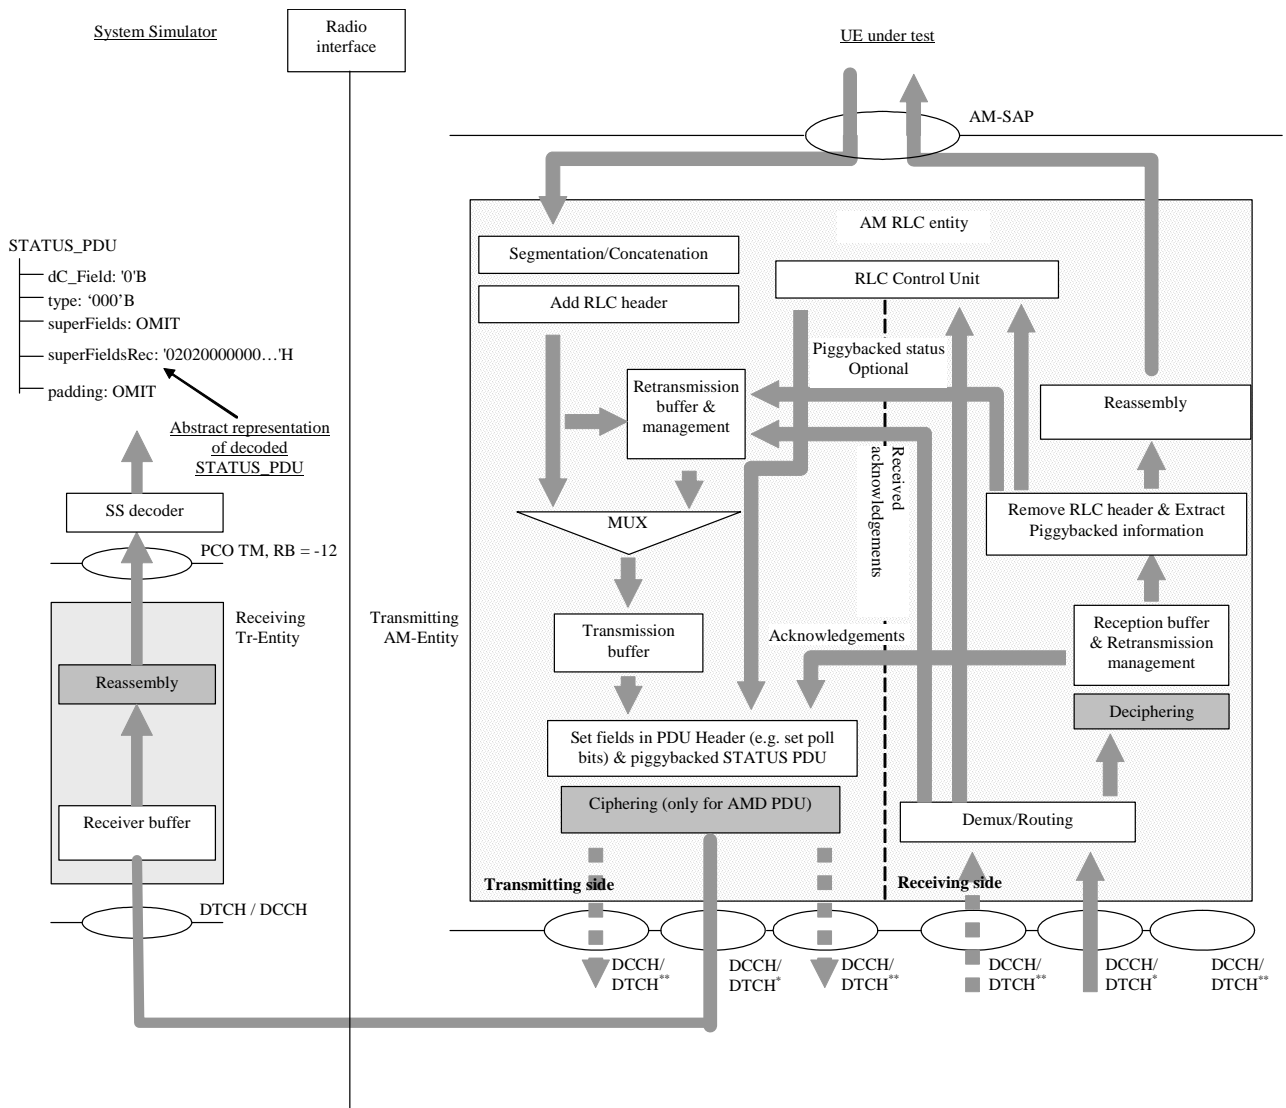 System Simulator
Radio
interface
UE under test
AM-SAP
AM RLC entity
STATUS_PDU
dC_Field: '0'B
type: ‘000’B
superFields: OMIT
superFieldsRec: '02020000000…'H
padding: OMIT
Abstract representation
of decoded
STATUS_PDU
SS decoder
PCO TM, RB = -12
Receiving
Tr-Entity
Reassembly
Receiver buffer
DTCH / DCCH
Transmitting
AM-Entity
Segmentation/Concatenation
Add RLC header
RLC Control Unit
Piggybacked status
Optional
Retransmission
buffer &
management
Reassembly
Received
acknowledgements
MUX
Remove RLC header & Extract
Piggybacked information
Transmission
buffer
Acknowledgements
Reception buffer
& Retransmission
management
Deciphering
Set fields in PDU Header (e.g. set poll
bits) & piggybacked STATUS PDU
Ciphering (only for AMD PDU)
Demux/Routing
Transmitting side
Receiving side
DCCH/
DTCH**
DCCH/
DTCH*
DCCH/
DTCH**
DCCH/
DTCH**
DCCH/
DTCH*
DCCH/
DTCH**